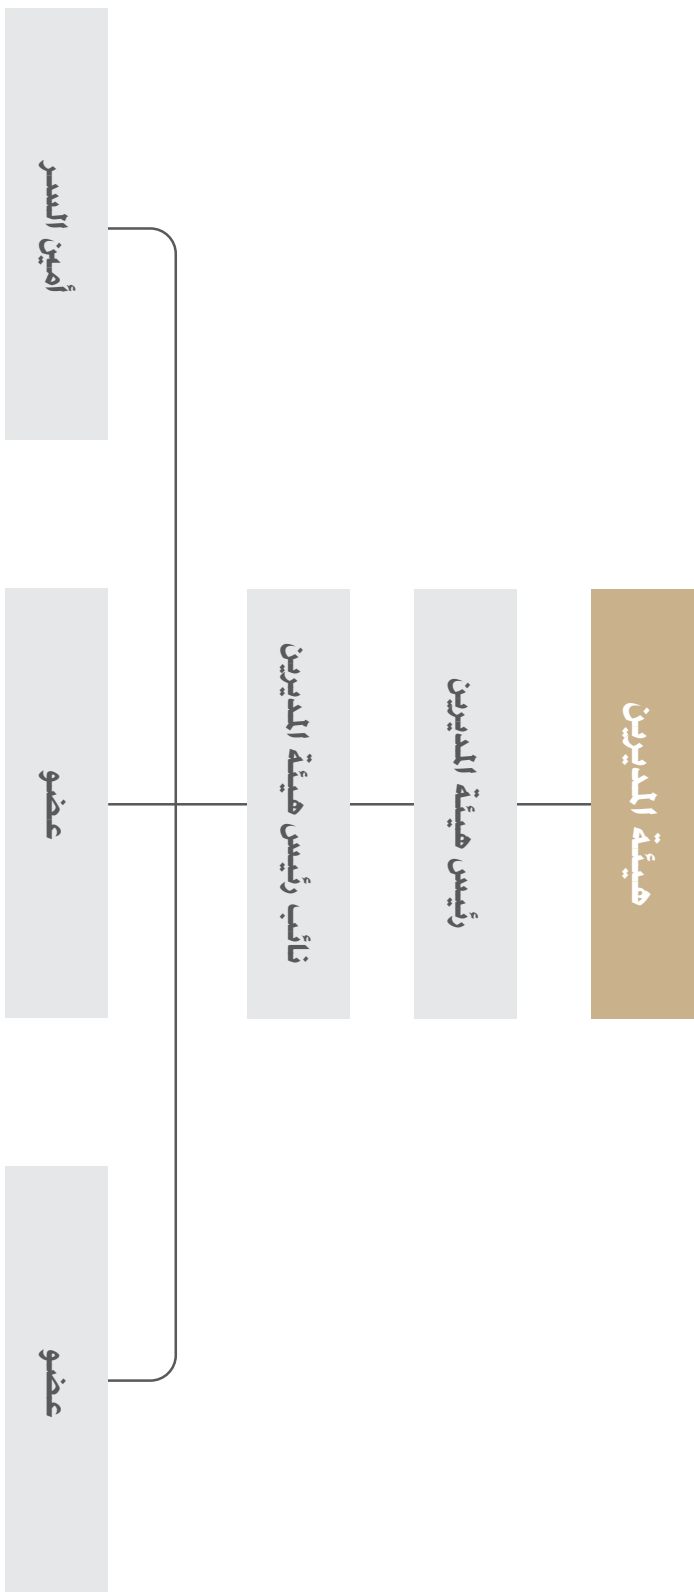 هيئة المديرين
رئيس هيئة المديرين
نائب رئيس هيئة المديرين
أمين السر
عضو
عضو